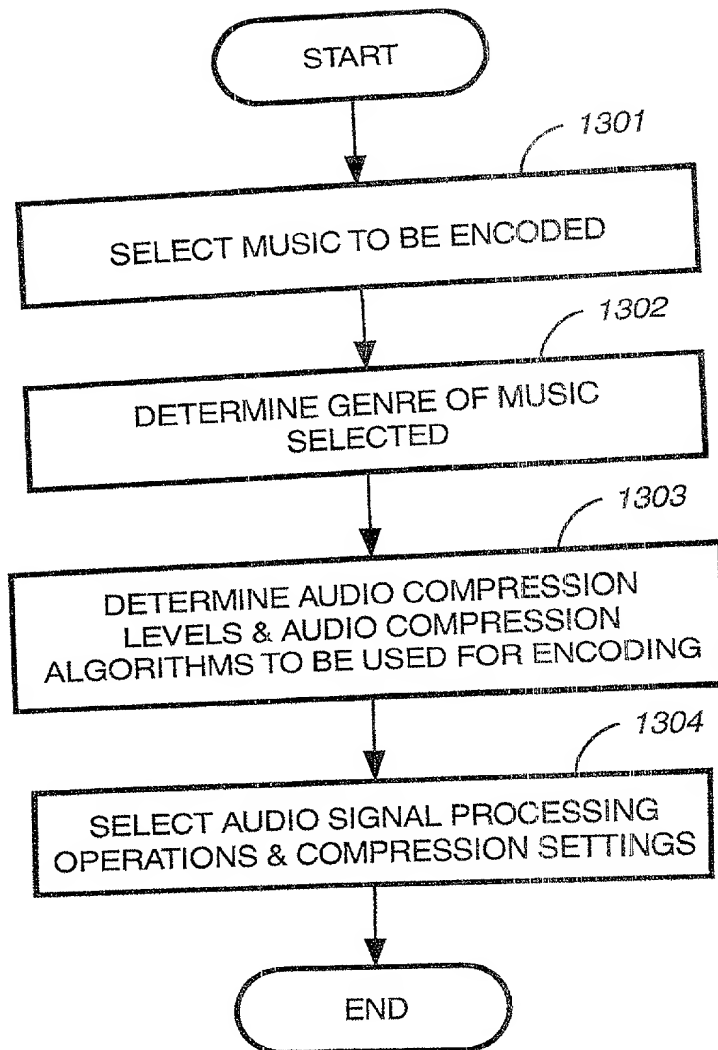 START
1301
SELECT MUSIC TO BE ENCODED
1302
DETERMINE GENRE OF MUSIC
SELECTED
1303
DETERMINE AUDIO COMPRESSION
LEVELS & AUDIO COMPRESSION
ALGORITHMS TO BE USED FOR ENCODING
1304
SELECT AUDIO SIGNAL PROCESSING
OPERATIONS & COMPRESSION SETTINGS
END